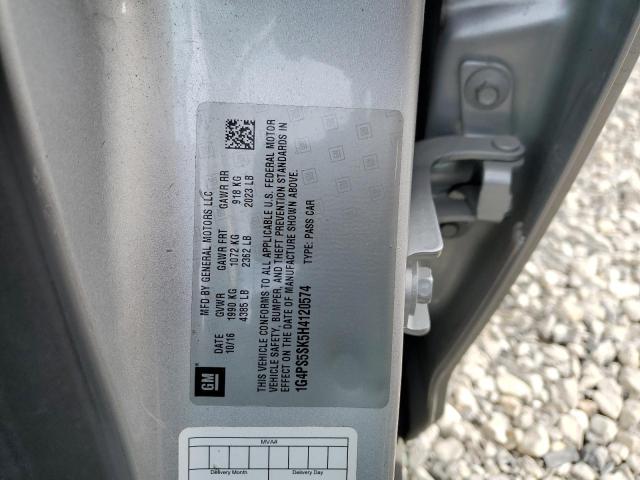 GM
MFD BY GENERAL MOTORS LLC
DATE GVWR GAWR FRT GAWR RR
10/16 1990 KG 1072 KG 918 KG
4385 LB 2362 LB 2023 LB
THIS VEHICLE CONFORMS TO ALL APPLICABLE U.S. FEDERAL MOTOR
VEHICLE SAFETY, BUMPER, AND THEFT PREVENTION STANDARDS IN
EFFECT ON THE DATE OF MANUFACTURE SHOWN ABOVE.
1G4PS5SK5H4120574 TYPE: PASS CAR
MVA#
Delivery Month Delivery Day